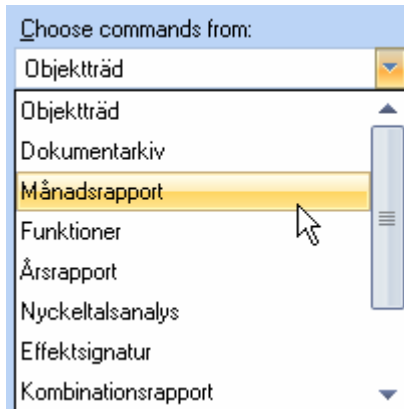 Choose commands from:
Objektträd
Objektträd
Dokumentarkiv
Månadsrapport
Funktioner
Årsrapport
Nyckeltalsanalys
Effektsignatur
Kombinationsrapport